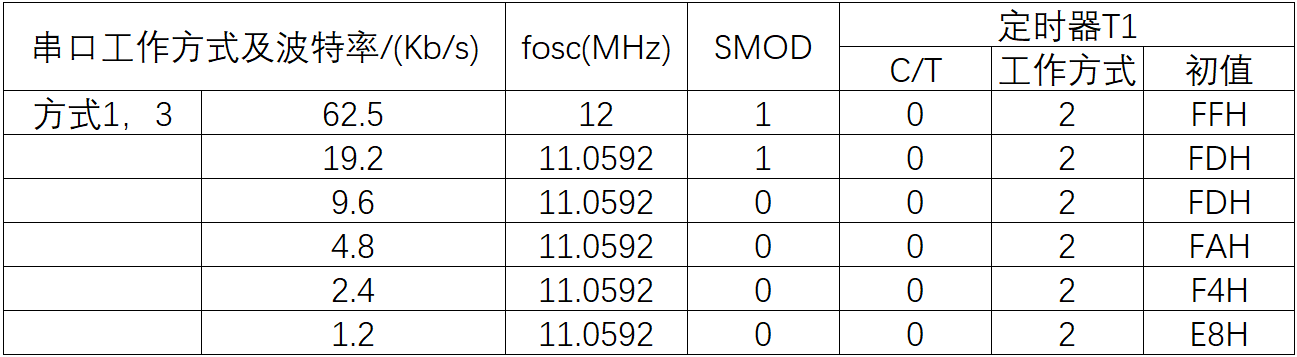 串口工作方式及波特率/(Kb/s) fosc(MHz) SMOD 定时器T1
C/T 工作方式 初值
方式1，3 62.5 12 1 0 2 FFH
19.2 11.0592 1 0 2 FDH
9.6 11.0592 0 0 2 FDH
4.8 11.0592 0 0 2 FAH
2.4 11.0592 0 0 2 F4H
1.2 11.0592 0 0 2 E8H